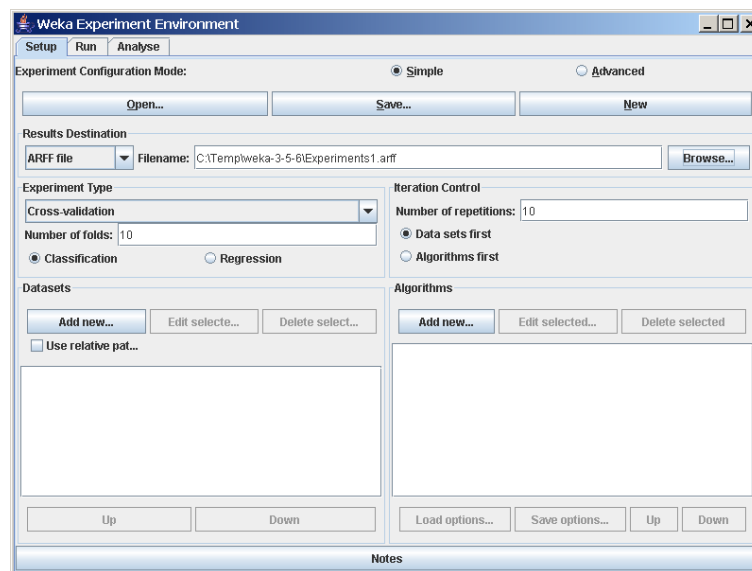 Weka Experiment Environment
Setup Run Analyse
Experiment Configuration Mode: Simple Advanced
Open... Save... New
Results Destination
ARFF file Filename: C:\Temp\weka-3-5-6\Experiments1.arff Browse...
Experiment Type
Cross-validation
Number of folds: 10
Classification Regression
Iteration Control
Number of repetitions: 10
Data sets first
Algorithms first
Datasets
Add new... Edit selecte... Delete select...
Use relative pat...
Up Down
Algorithms
Add new... Edit selected... Delete selected
Load options... Save options... Up Down
Notes